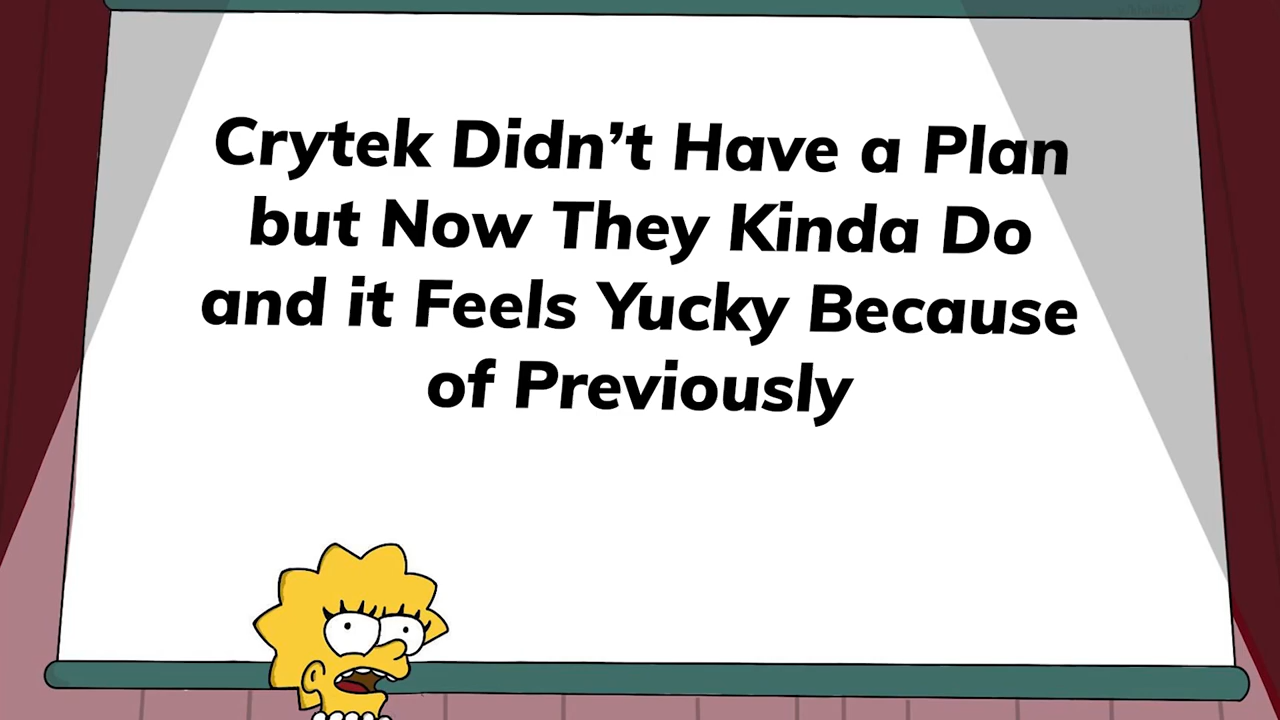 Crytek Didn’t Have a Plan
but Now They Kinda Do
and it Feels Yucky Because
of Previously